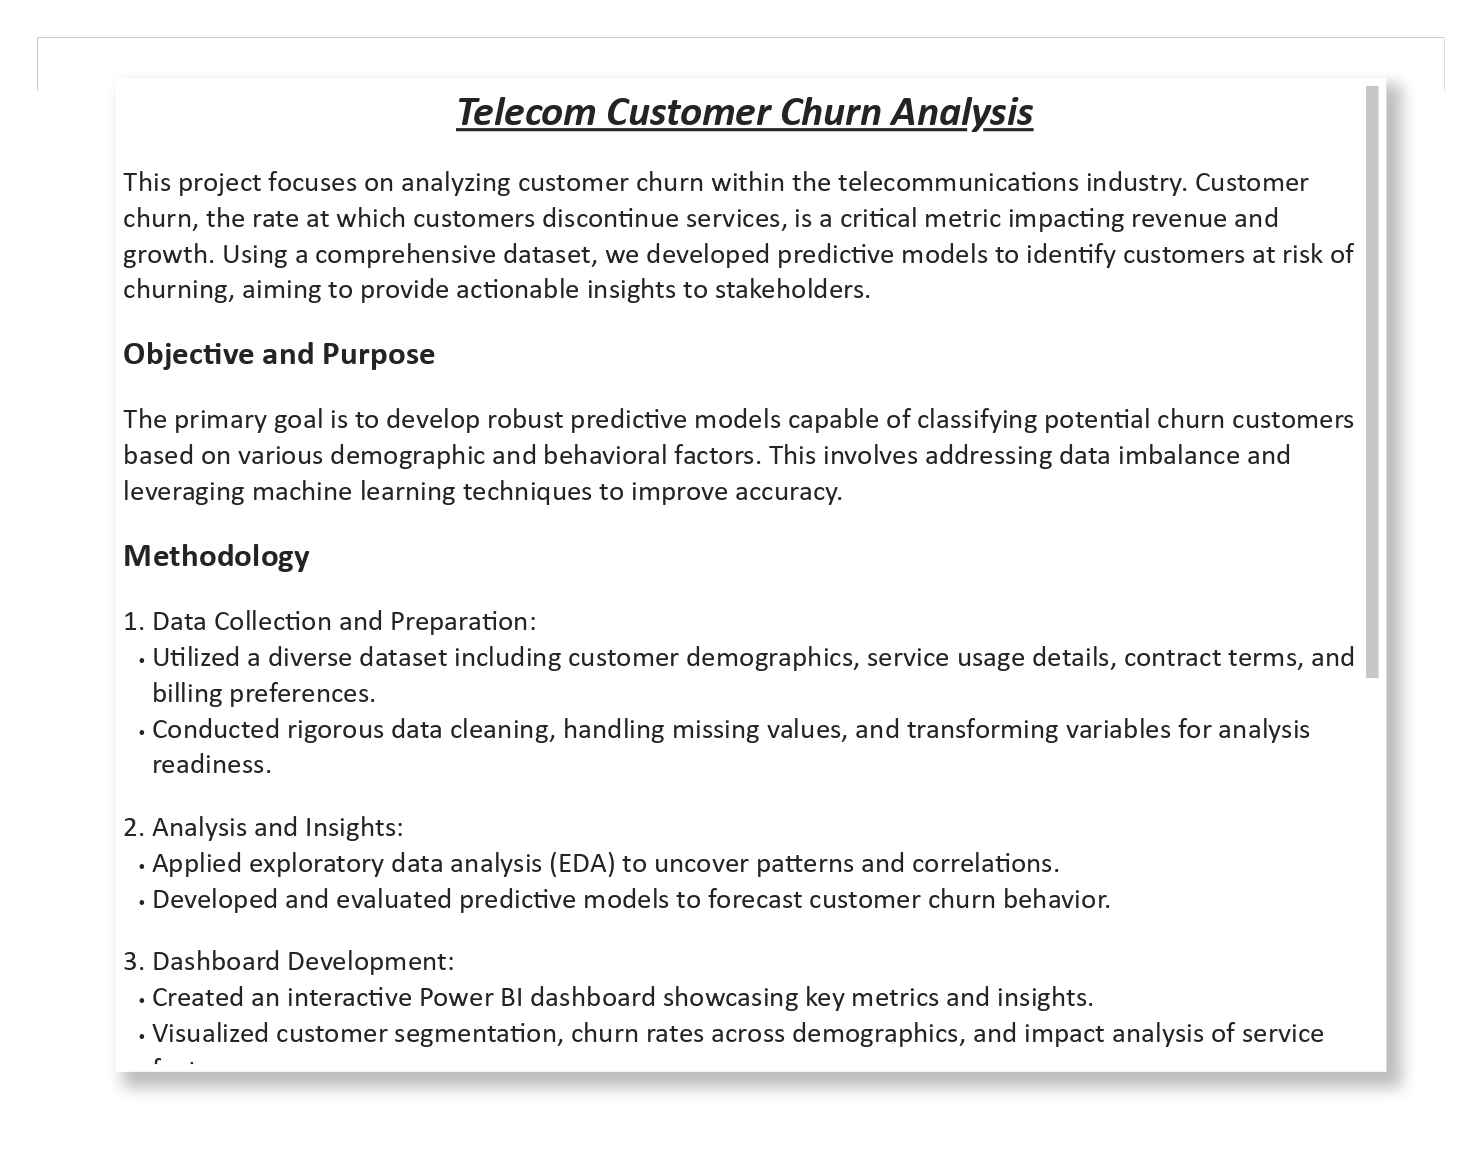 Telecom Customer Churn Analysis
This project focuses on analyzing customer churn within the telecommunications industry. Customer
churn, the rate at which customers discontinue services, is a critical metric impacting revenue and
growth. Using a comprehensive dataset, we developed predictive models to identify customers at risk of
churning, aiming to provide actionable insights to stakeholders.
Objective and Purpose
The primary goal is to develop robust predictive models capable of classifying potential churn customers
based on various demographic and behavioral factors. This involves addressing data imbalance and
leveraging machine learning techniques to improve accuracy.
Methodology
1. Data Collection and Preparation:
• Utilized a diverse dataset including customer demographics, service usage details, contract terms, and
billing preferences.
• Conducted rigorous data cleaning, handling missing values, and transforming variables for analysis
readiness.
2. Analysis and Insights:
• Applied exploratory data analysis (EDA) to uncover patterns and correlations.
• Developed and evaluated predictive models to forecast customer churn behavior.
3. Dashboard Development:
• Created an interactive Power BI dashboard showcasing key metrics and insights.
• Visualized customer segmentation, churn rates across demographics, and impact analysis of service